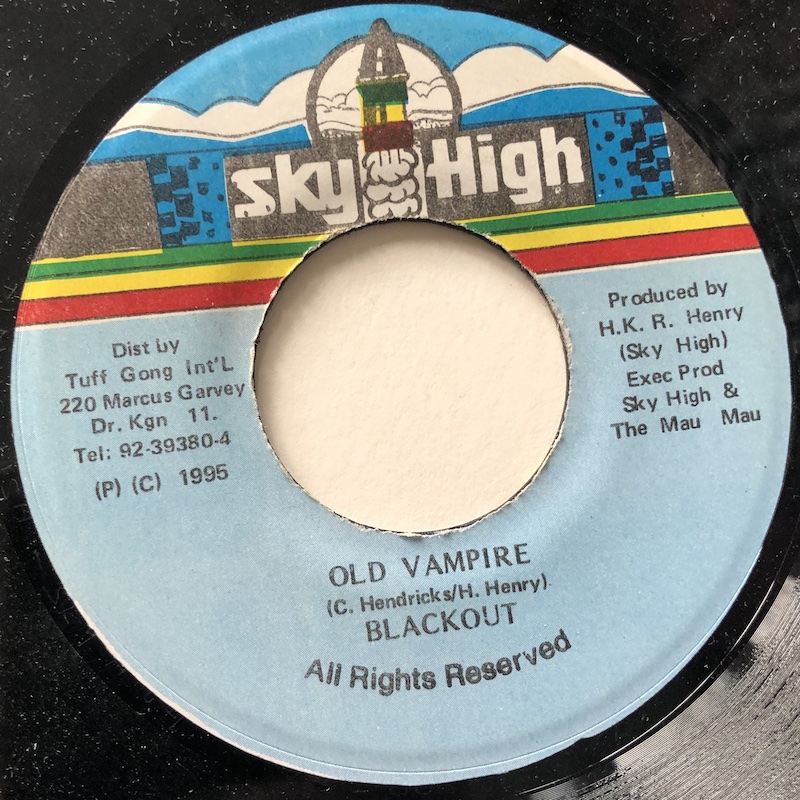 Sky High
Dist by
Tuff Gong Int'L
220 Marcus Garvey
Dr. Kgn 11.
Tel: 92-39380-4
(P) (C) 1995
Produced by
H.K.R. Henry
(Sky High)
Exec Prod
Sky High &
The Mau Mau
OLD VAMPIRE
(C. Hendricks/H. Henry)
BLACKOUT
All Rights Reserved